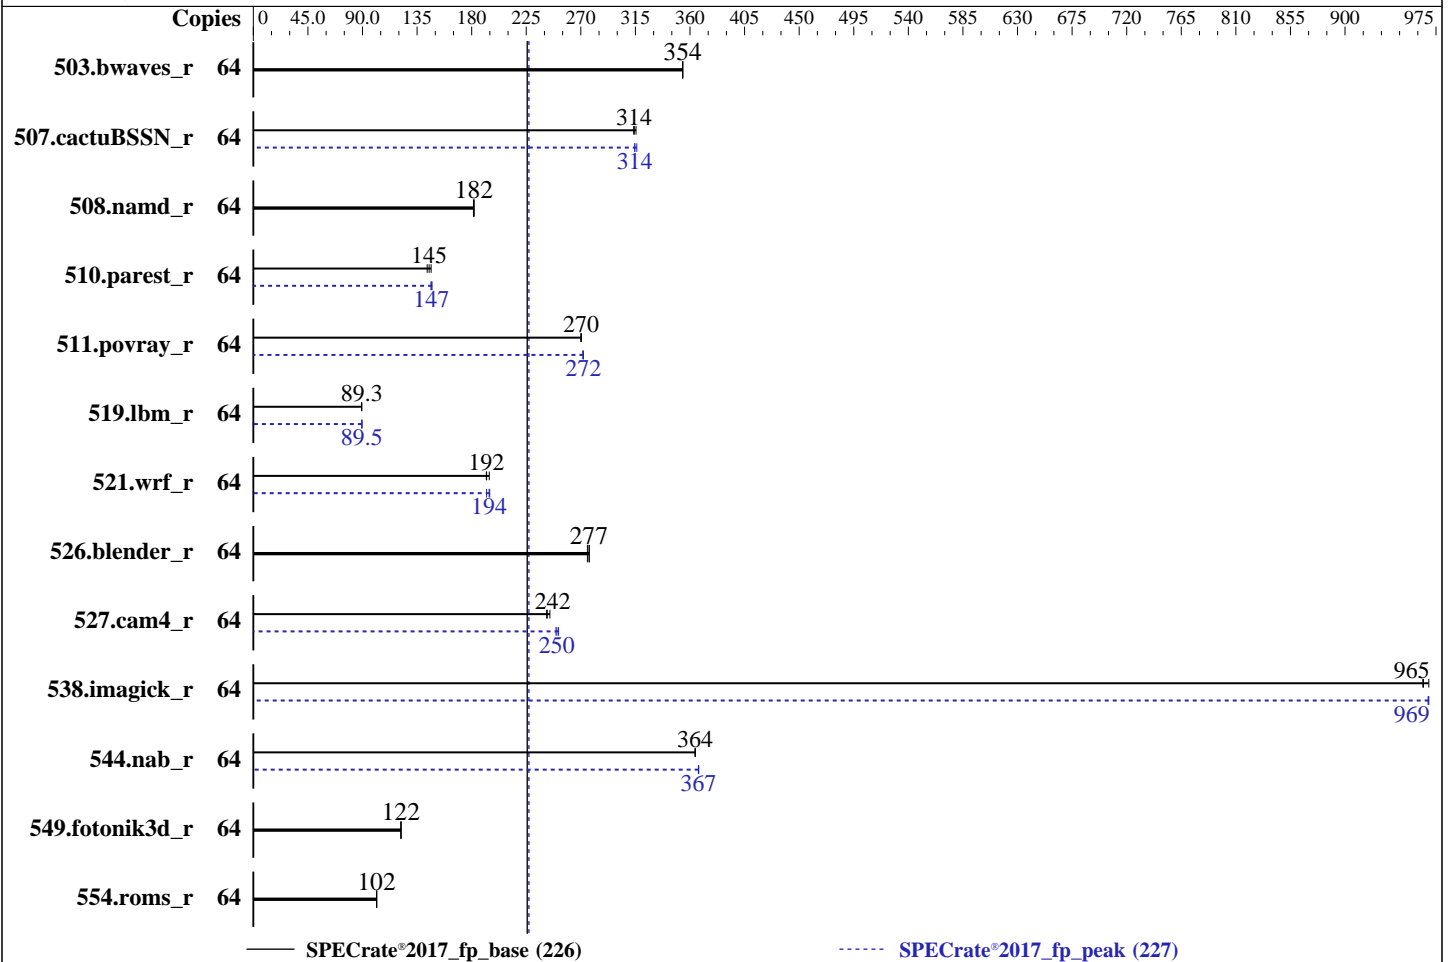 Copies 0 45.0 90.0 135 180 225 270 315 360 405 450 495 540 585 630 675 720 765 810 855 900 975
354
503.bwaves_r 64
314
507.cactuBSSN_r 64
314
182
508.namd_r 64
145
510.parest_r 64
147
270
511.povray_r 64
272
89.3
519.lbm_r 64
89.5
192
521.wrf_r 64
194
277
526.blender_r 64
242
527.cam4_r 64
250
965
538.imagick_r 64
969
364
544.nab_r 64
367
122
549.fotonik3d_r 64
102
554.roms_r 64
SPECrate®2017_fp_base (226) SPECrate®2017_fp_peak (227)